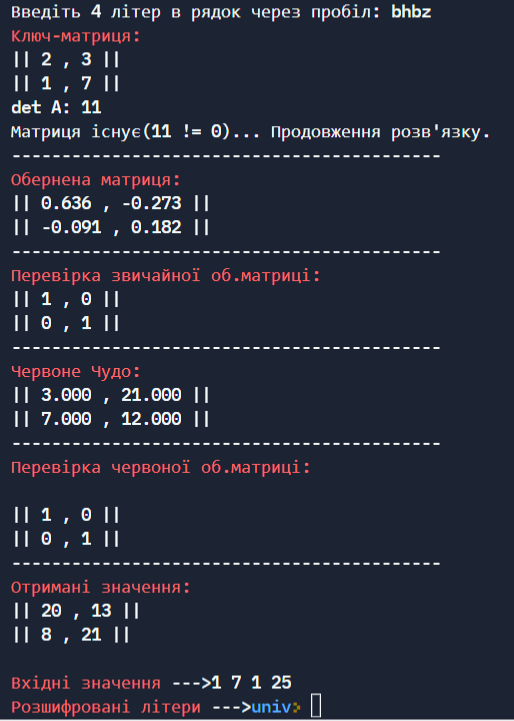 Введіть 4 літер в рядок через пробіл: bhbz
Ключ-матриця:
|| 2 , 3 ||
|| 1 , 7 ||
det A: 11
Матриця існує(11 != 0)... Продовження розв'язку.
-------------------------------------------
Обернена матриця:
|| 0.636 , -0.273 ||
|| -0.091 , 0.182 ||
-------------------------------------------
Перевірка звичайної об.матриці:
|| 1 , 0 ||
|| 0 , 1 ||
-------------------------------------------
Червоне Чудо:
|| 3.000 , 21.000 ||
|| 7.000 , 12.000 ||
-------------------------------------------
Перевірка червоної об.матриці:
|| 1 , 0 ||
|| 0 , 1 ||
-------------------------------------------
Отримані значення:
|| 20 , 13 ||
|| 8 , 21 ||
Вхідні значення --->1 7 1 25
Розшифровані літери --->univ>